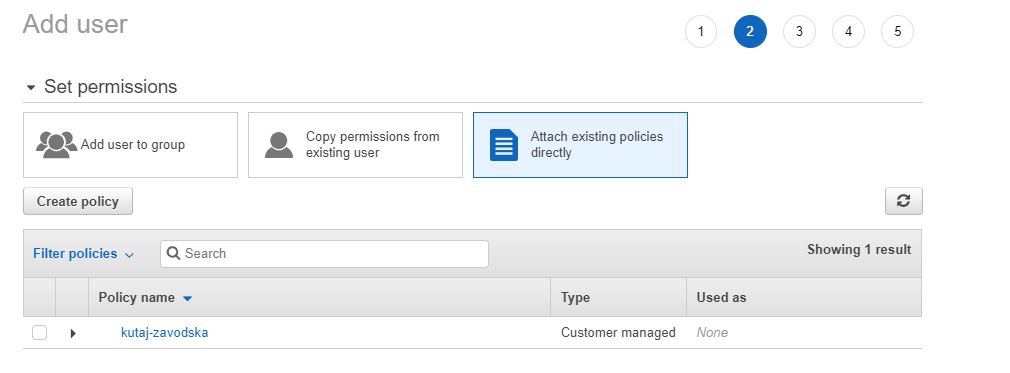 Add user
1 2 3 4 5
Set permissions
Add user to group
Copy permissions from
existing user
Attach existing policies
directly
Create policy
Filter policies
Search
Showing 1 result
Policy name Type Used as
kutaj-zavodska Customer managed None